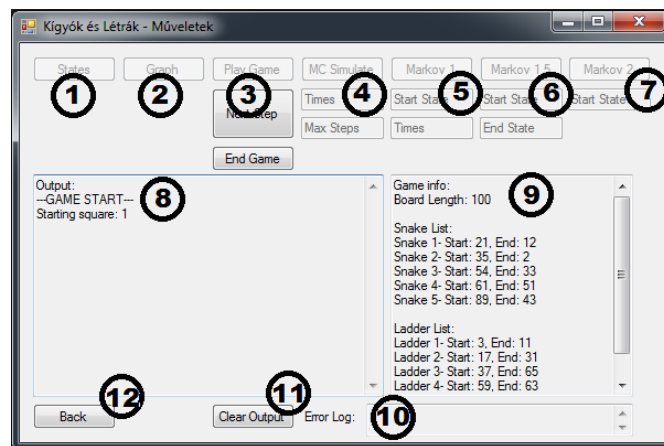 Kígyók és Létrák - Műveletek
States Graph Play Game MC Simulate Markov 1 Markov 1.5 Markov 2
1 2 3 4 5 6 7
Next Step Times Start State Start State Start State
Max Steps Times End State
End Game
Output:
---GAME START---
Starting square: 1
8
Game info:
Board Length: 100
9
Snake List:
Snake 1- Start: 21, End: 12
Snake 2- Start: 35, End: 2
Snake 3- Start: 54, End: 33
Snake 4- Start: 61, End: 51
Snake 5- Start: 89, End: 43
Ladder List:
Ladder 1- Start: 3, End: 11
Ladder 2- Start: 17, End: 31
Ladder 3- Start: 37, End: 65
Ladder 4- Start: 59, End: 63
12 11 10
Back Clear Output Error Log: